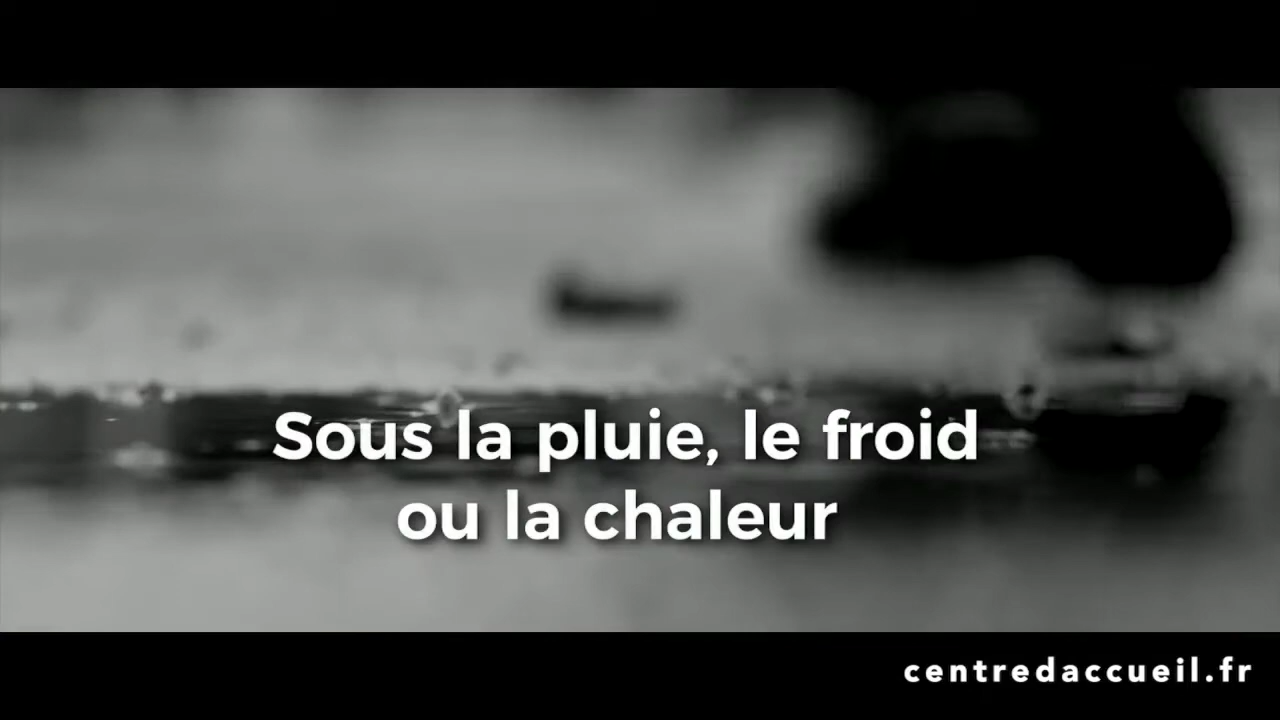 Sous la pluie, le froid
ou la chaleur
centredaccueil.fr